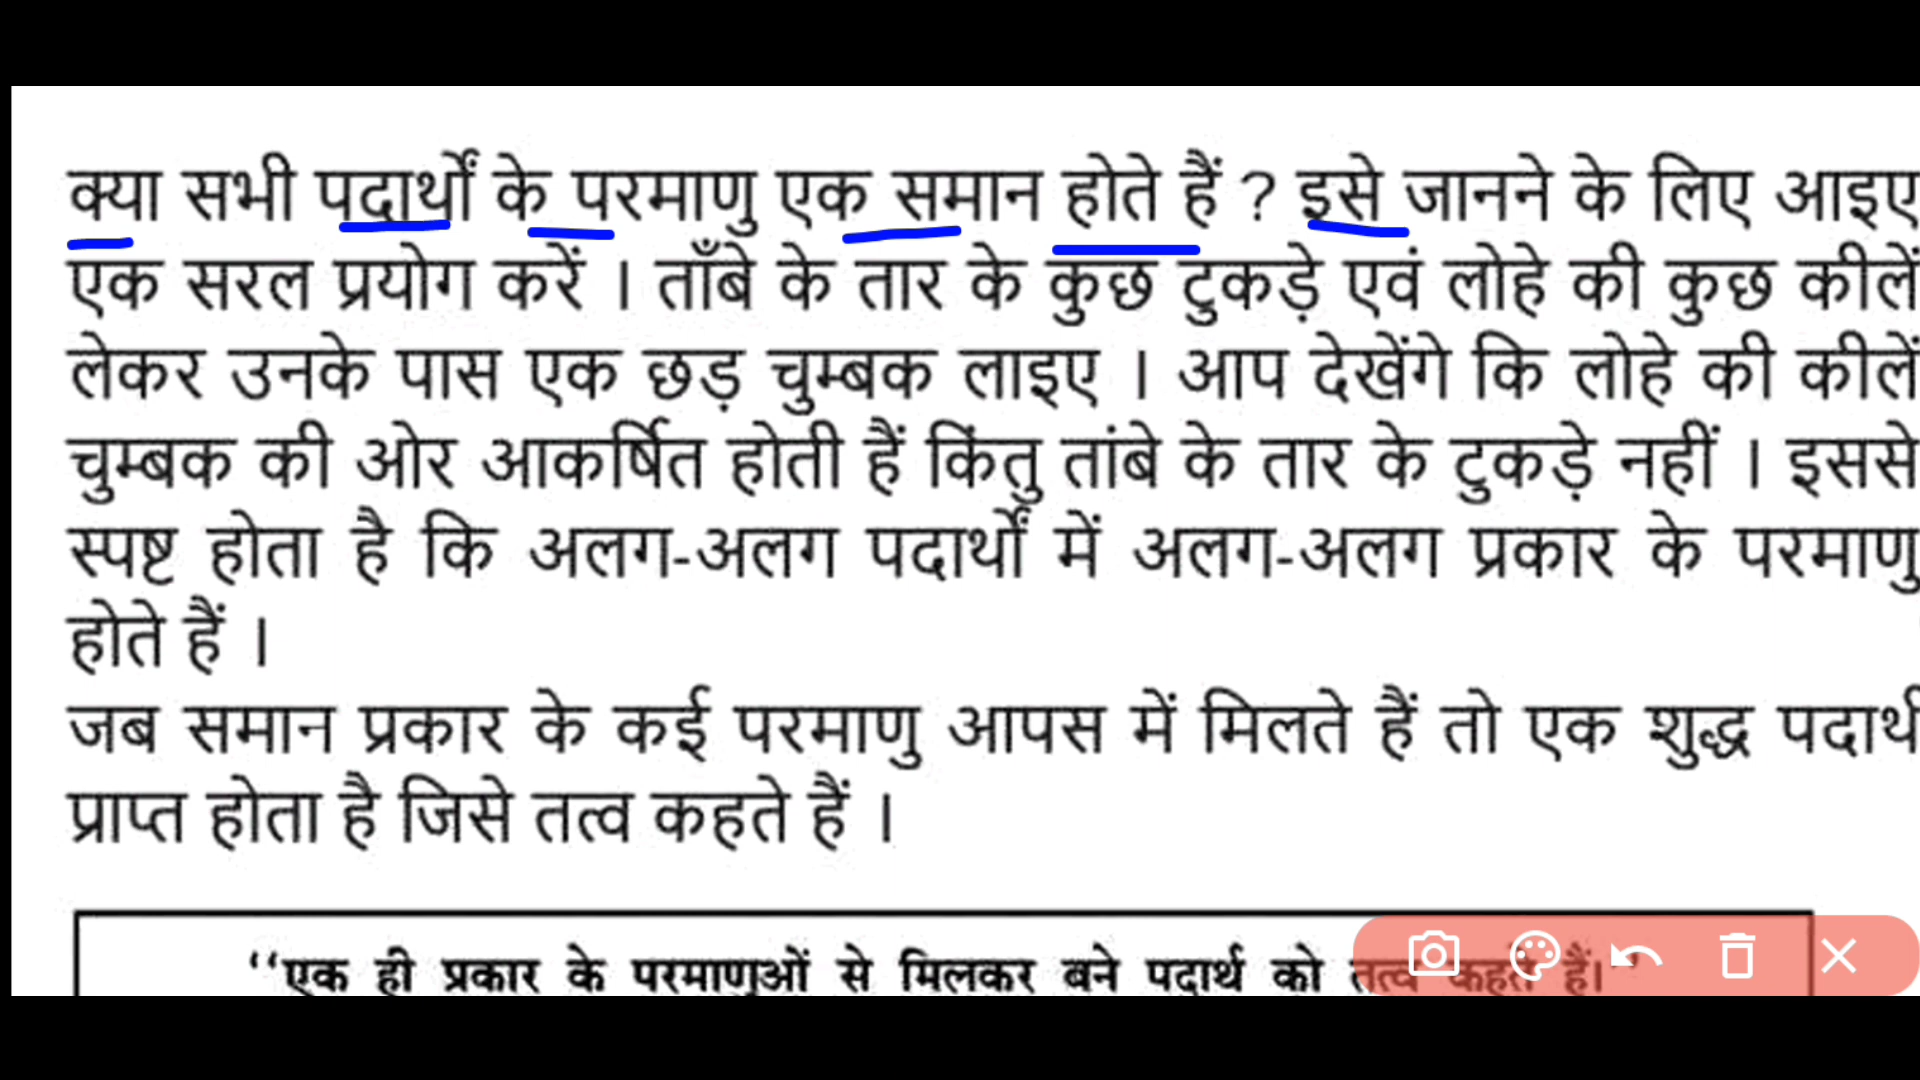 क्या सभी पदार्थों के परमाणु एक समान होते हैं ? इसे जानने के लिए आइए
एक सरल प्रयोग करें । ताँबे के तार के कुछ टुकड़े एवं लोहे की कुछ कीलें
लेकर उनके पास एक छड़ चुम्बक लाइए । आप देखेंगे कि लोहे की कीलें
चुम्बक की ओर आकर्षित होती हैं किंतु तांबे के तार के टुकड़े नहीं । इससे
स्पष्ट होता है कि अलग-अलग पदार्थों में अलग-अलग प्रकार के परमाणु
होते हैं ।
जब समान प्रकार के कई परमाणु आपस में मिलते हैं तो एक शुद्ध पदार्थ
प्राप्त होता है जिसे तत्व कहते हैं ।
‘‘एक ही प्रकार के परमाणुओं से मिलकर बने पदार्थ को तत्व कहते हैं।’’